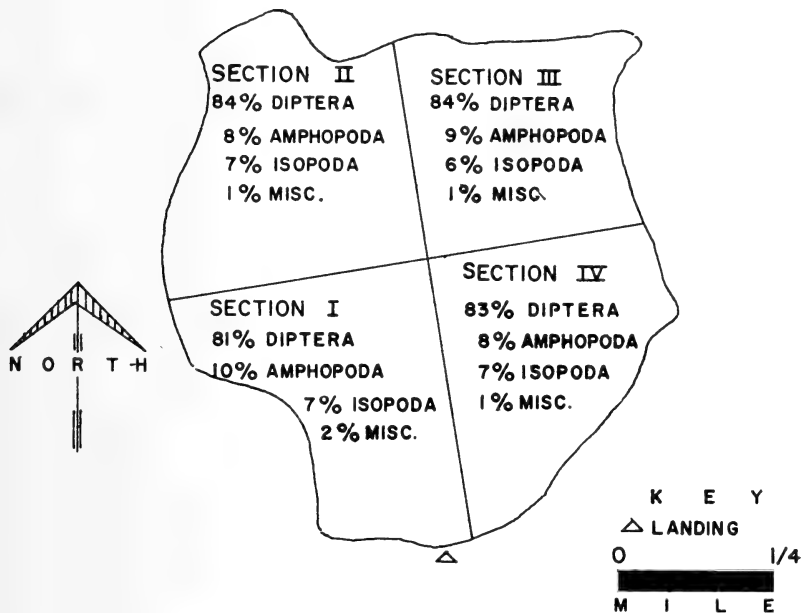 SECTION II
84% DIPTERA
8% AMPHOPODA
7% ISOPODA
1% MISC.
SECTION III
84% DIPTERA
9% AMPHOPODA
6% ISOPODA
1% MISC.
SECTION I
81% DIPTERA
10% AMPHOPODA
7% ISOPODA
2% MISC.
SECTION IV
83% DIPTERA
8% AMPHOPODA
7% ISOPODA
1% MISC.
NORTH
KEY
△ LANDING
0 1/4
MILE